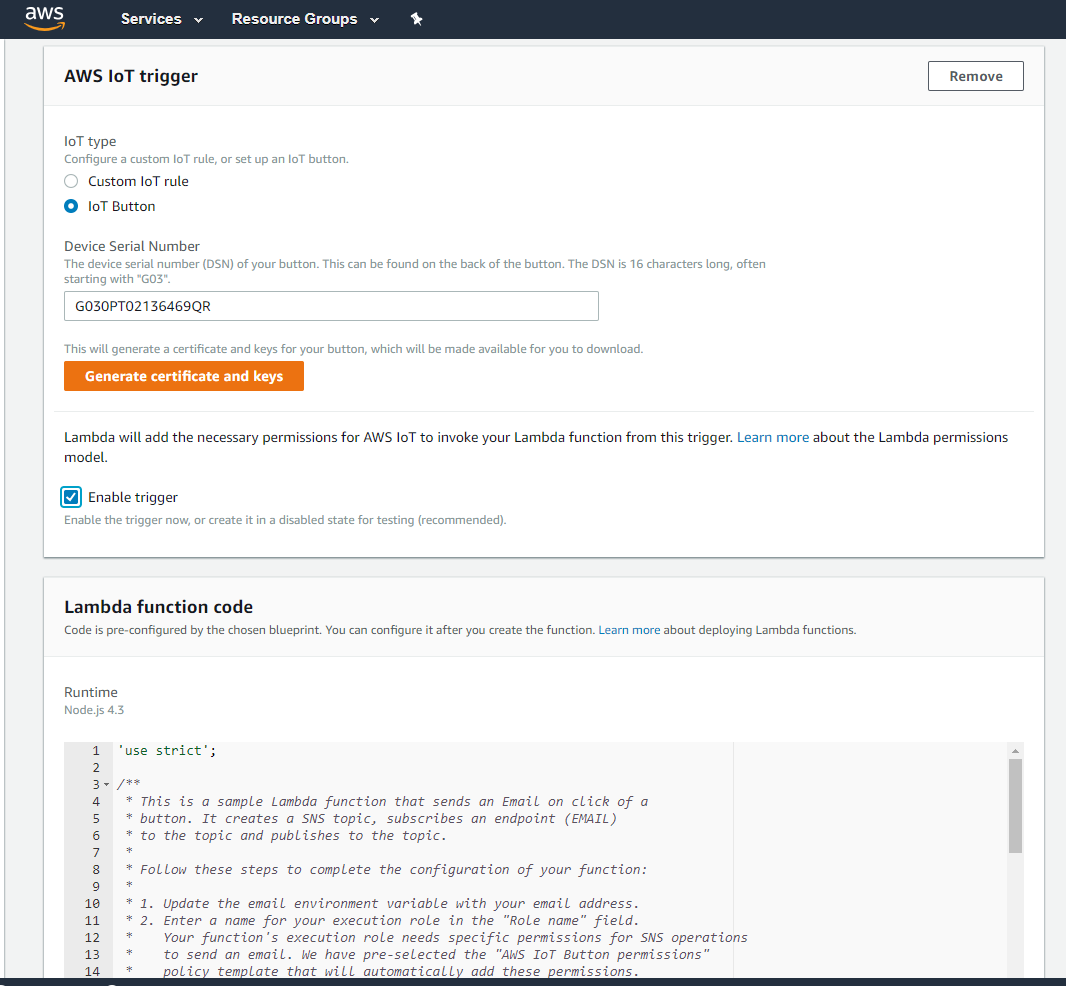 aws
Services
Resource Groups
AWS IoT trigger
Remove
IoT type
Configure a custom IoT rule, or set up an IoT button.
Custom IoT rule
IoT Button
Device Serial Number
The device serial number (DSN) of your button. This can be found on the back of the button. The DSN is 16 characters long, often
starting with "G03".
G030PT02136469QR
This will generate a certificate and keys for your button, which will be made available for you to download.
Generate certificate and keys
Lambda will add the necessary permissions for AWS IoT to invoke your Lambda function from this trigger. Learn more about the Lambda permissions
model.
Enable trigger
Enable the trigger now, or create it in a disabled state for testing (recommended).
Lambda function code
Code is pre-configured by the chosen blueprint. You can configure it after you create the function. Learn more about deploying Lambda functions.
Runtime
Node.js 4.3
1 'use strict';
2
3 /**
4 * This is a sample Lambda function that sends an Email on click of a
5 * button. It creates a SNS topic, subscribes an endpoint (EMAIL)
6 * to the topic and publishes to the topic.
7 *
8 * Follow these steps to complete the configuration of your function:
9 *
10 * 1. Update the email environment variable with your email address.
11 * 2. Enter a name for your execution role in the "Role name" field.
12 *    Your function's execution role needs specific permissions for SNS operations
13 *    to send an email. We have pre-selected the "AWS IoT Button permissions"
14 *    policy template that will automatically add these permissions.